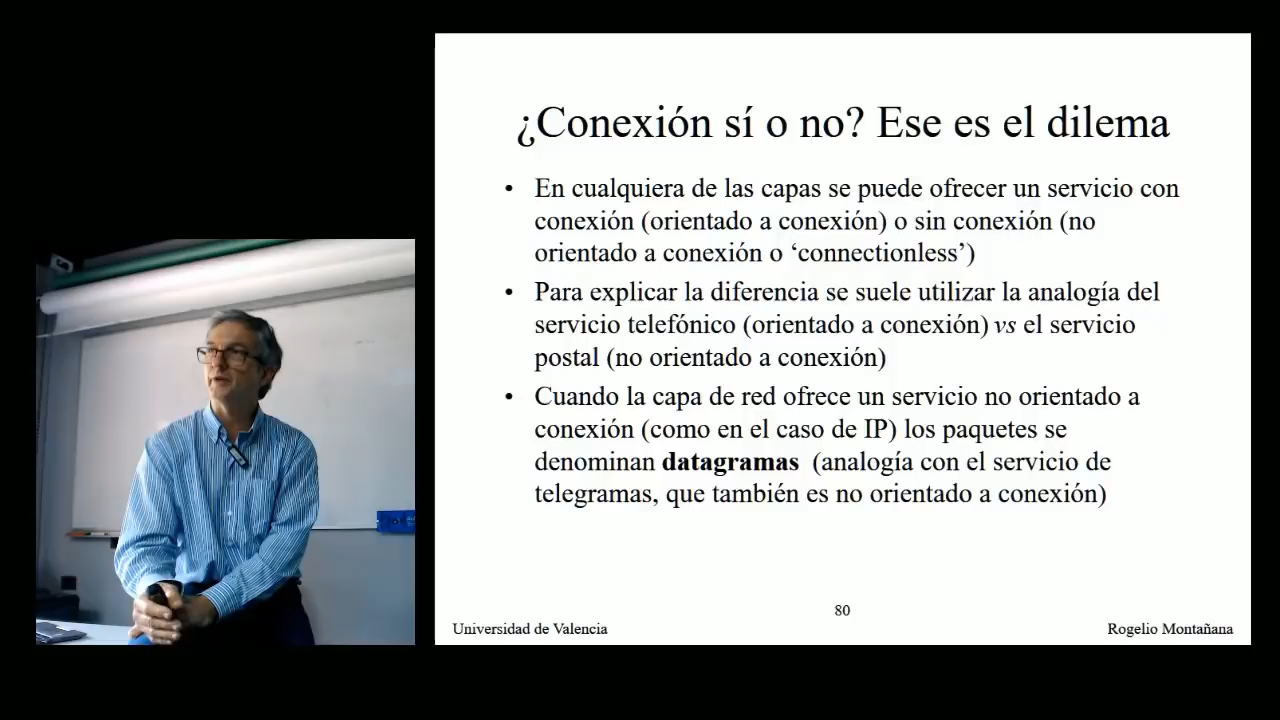 ¿Conexión sí o no? Ese es el dilema
• En cualquiera de las capas se puede ofrecer un servicio con
conexión (orientado a conexión) o sin conexión (no
orientado a conexión o ‘connectionless’)
• Para explicar la diferencia se suele utilizar la analogía del
servicio telefónico (orientado a conexión) vs el servicio
postal (no orientado a conexión)
• Cuando la capa de red ofrece un servicio no orientado a
conexión (como en el caso de IP) los paquetes se
denominan datagramas (analogía con el servicio de
telegramas, que también es no orientado a conexión)
80
Universidad de Valencia
Rogelio Montañana